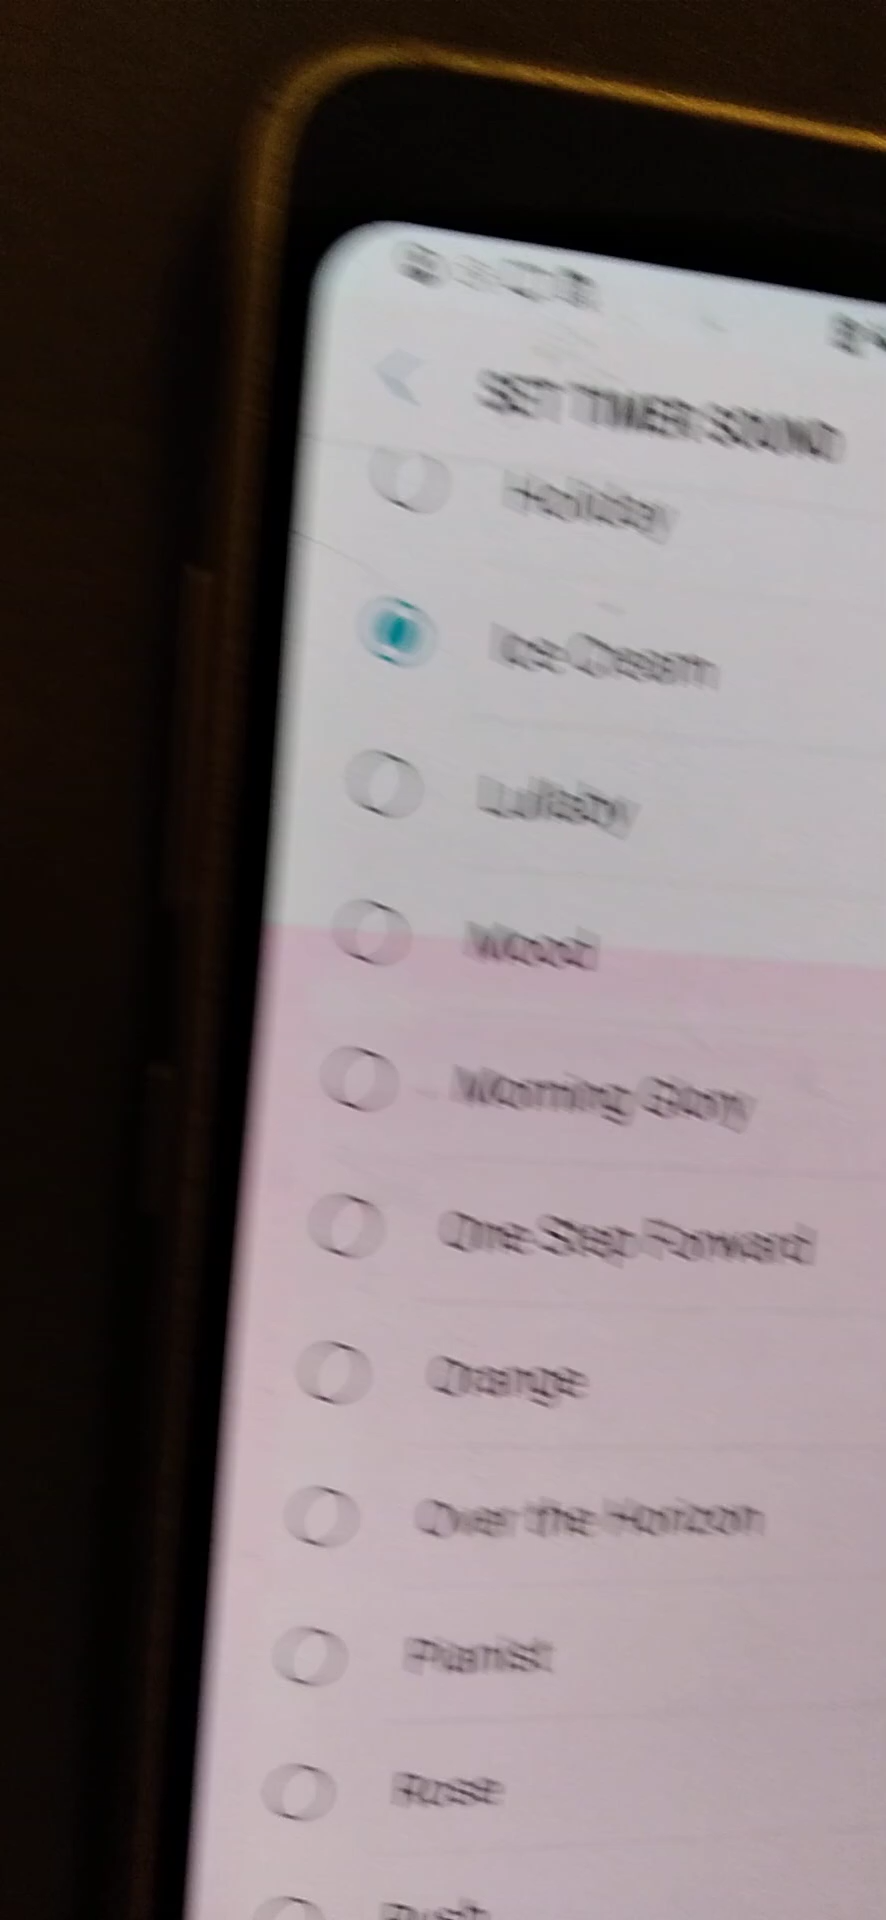 SET TIMER SOUND
Holiday
Ice Cream
Lullaby
Mood
Morning Glory
One Step Forward
Orange
Over the Horizon
Pianist
Rose